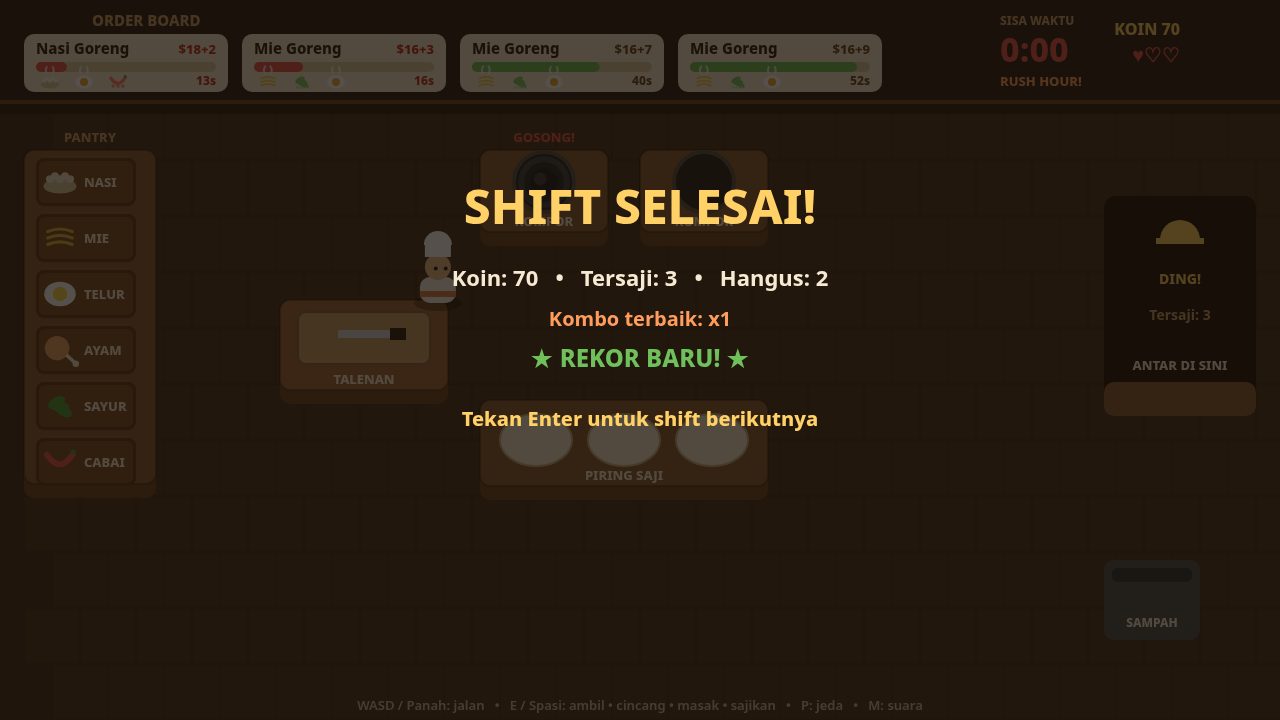 ORDER BOARD
Nasi Goreng $18+2
13s
Mie Goreng $16+3
16s
Mie Goreng $16+7
40s
Mie Goreng $16+9
52s
SISA WAKTU
0:00
RUSH HOUR!
KOIN 70
♥♡♡
PANTRY
NASI
MIE
TELUR
AYAM
SAYUR
CABAI
GOSONG!
KOMPOR
KOMPOR
SHIFT SELESAI!
Koin: 70 • Tersaji: 3 • Hangus: 2
Kombo terbaik: x1
★ REKOR BARU! ★
Tekan Enter untuk shift berikutnya
TALENAN
PIRING SAJI
DING!
Tersaji: 3
ANTAR DI SINI
SAMPAH
WASD / Panah: jalan • E / Spasi: ambil • cincang • masak • sajikan • P: jeda • M: suara